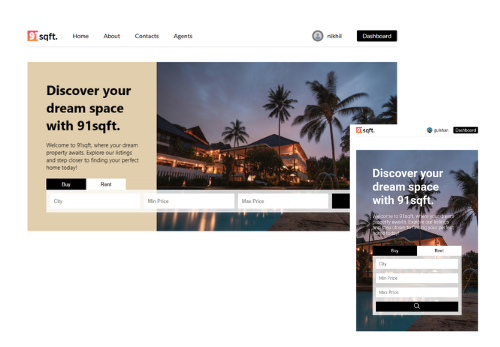 91 sqft.
Home About Contacts Agents
nikhil Dashboard
Discover your
dream space
with 91sqft.
Welcome to 91sqft, where your dream
property awaits. Explore our listings
and step closer to finding your perfect
home today!
Buy Rent
City Min Price Max Price
91 sqft.
gulshan Dashboard
Discover your
dream space
with 91sqft.
Welcome to 91sqft, where your dream
property awaits. Explore our listings
and step closer to finding your perfect
home today!
Buy Rent
City
Min Price
Max Price